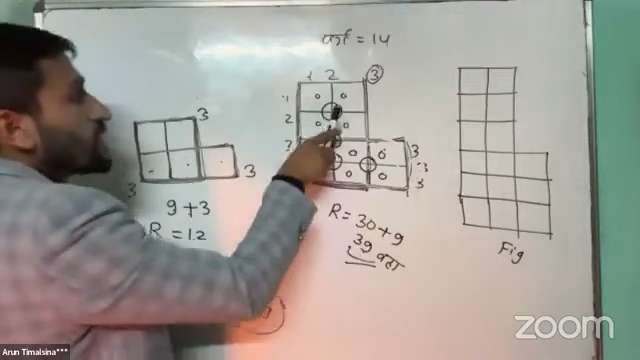 वर्ग = 14
1 2 3
1
2
3
3
3
3
3
3
3
9+3
R = 12
R = 30+9
39 वटा
Fig
zoom
Arun Timalsina***